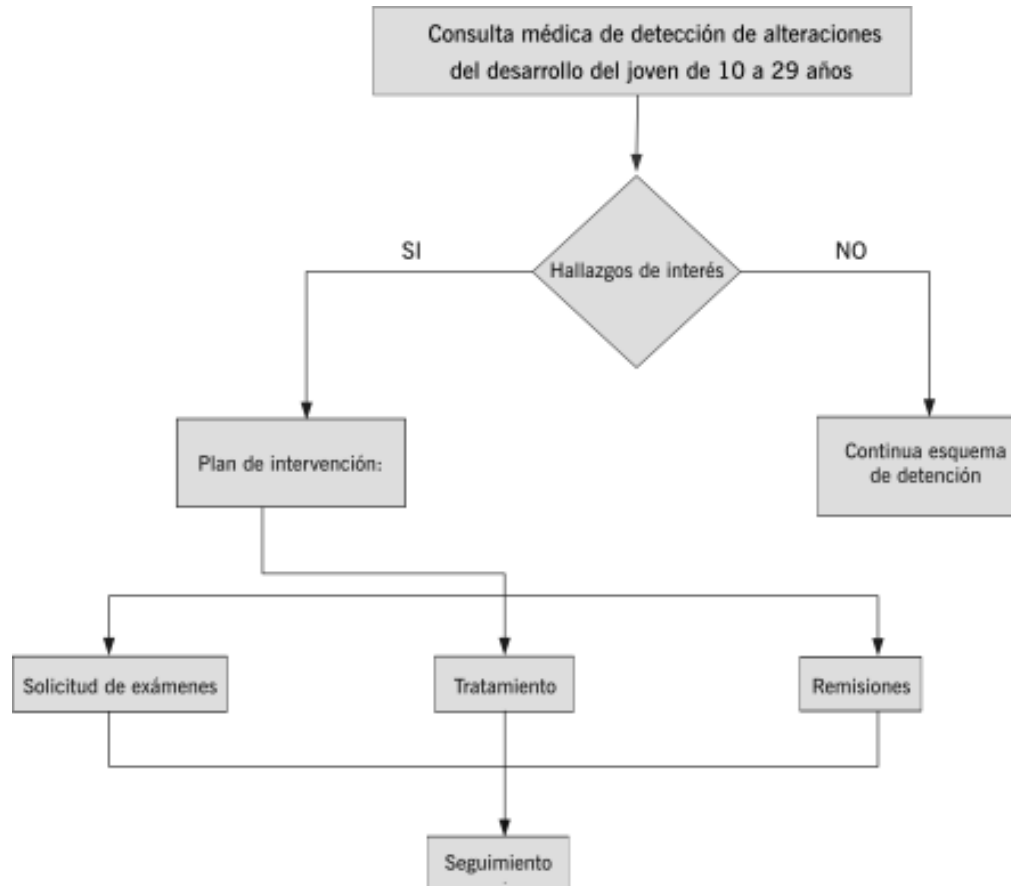 Consulta médica de detección de alteraciones
del desarrollo del joven de 10 a 29 años
SI
Hallazgos de interés
NO
Plan de intervención:
Continua esquema
de detención
Solicitud de exámenes
Tratamiento
Remisiones
Seguimiento